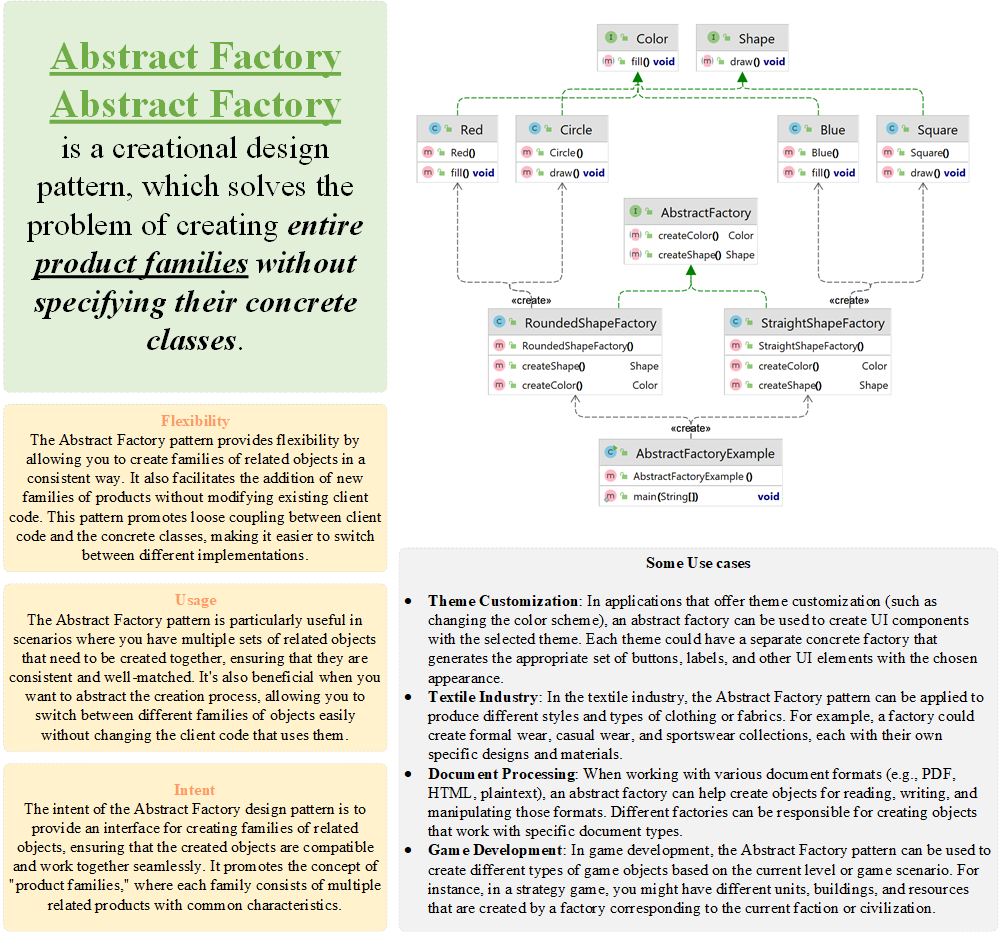 Abstract Factory
Abstract Factory
is a creational design
pattern, which solves the
problem of creating entire
product families without
specifying their concrete
classes.
Flexibility
The Abstract Factory pattern provides flexibility by
allowing you to create families of related objects in a
consistent way. It also facilitates the addition of new
families of products without modifying existing client
code. This pattern promotes loose coupling between client
code and the concrete classes, making it easier to switch
between different implementations.
Usage
The Abstract Factory pattern is particularly useful in
scenarios where you have multiple sets of related objects
that need to be created together, ensuring that they are
consistent and well-matched. It's also beneficial when you
want to abstract the creation process, allowing you to
switch between different families of objects easily
without changing the client code that uses them.
Intent
The intent of the Abstract Factory design pattern is to
provide an interface for creating families of related
objects, ensuring that the created objects are compatible
and work together seamlessly. It promotes the concept of
"product families," where each family consists of multiple
related products with common characteristics.
I Color
m fill() void
I Shape
m draw() void
C Red
m Red()
m fill() void
C Circle
m Circle()
m draw() void
C Blue
m Blue()
m fill() void
C Square
m Square()
m draw() void
I AbstractFactory
m createColor() Color
m createShape() Shape
«create»
«create»
C RoundedShapeFactory
m RoundedShapeFactory()
m createShape() Shape
m createColor() Color
C StraightShapeFactory
m StraightShapeFactory()
m createColor() Color
m createShape() Shape
«create»
C AbstractFactoryExample
m AbstractFactoryExample ()
m main(String[]) void
Some Use cases
• Theme Customization: In applications that offer theme customization (such as
changing the color scheme), an abstract factory can be used to create UI components
with the selected theme. Each theme could have a separate concrete factory that
generates the appropriate set of buttons, labels, and other UI elements with the chosen
appearance.
• Textile Industry: In the textile industry, the Abstract Factory pattern can be applied to
produce different styles and types of clothing or fabrics. For example, a factory could
create formal wear, casual wear, and sportswear collections, each with their own
specific designs and materials.
• Document Processing: When working with various document formats (e.g., PDF,
HTML, plaintext), an abstract factory can help create objects for reading, writing, and
manipulating those formats. Different factories can be responsible for creating objects
that work with specific document types.
• Game Development: In game development, the Abstract Factory pattern can be used to
create different types of game objects based on the current level or game scenario. For
instance, in a strategy game, you might have different units, buildings, and resources
that are created by a factory corresponding to the current faction or civilization.